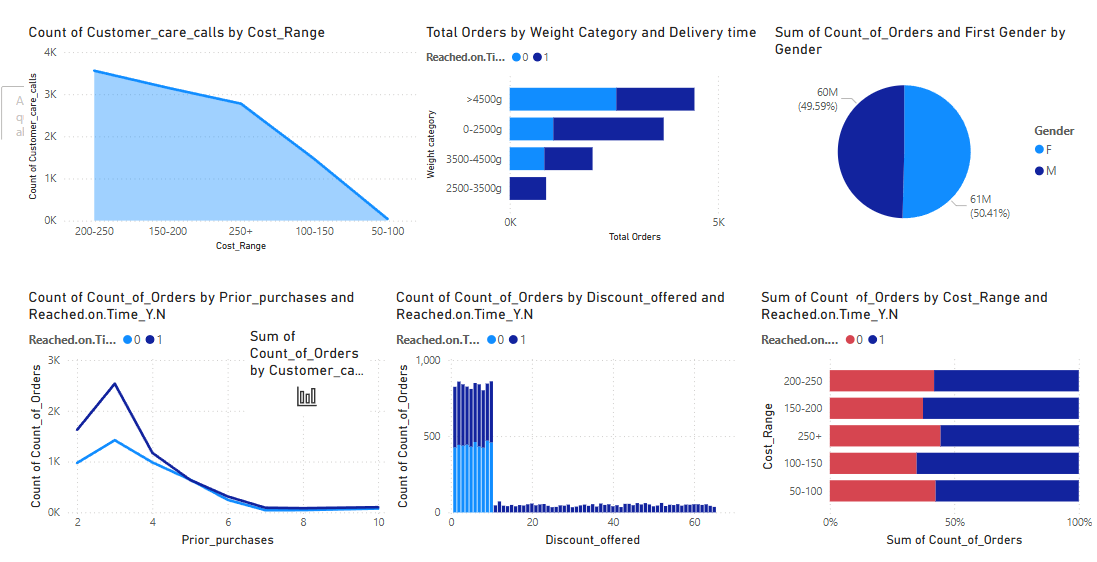 Count of Customer_care_calls by Cost_Range
Count of Customer_care_calls
4K
3K
2K
1K
0K
200-250
150-200
250+
100-150
50-100
Cost_Range
A
q
al
Total Orders by Weight Category and Delivery time
Reached.on.Ti...
0
1
Weight category
>4500g
0-2500g
3500-4500g
2500-3500g
0K
5K
Total Orders
Sum of Count_of_Orders and First Gender by
Gender
60M
(49.59%)
61M
(50.41%)
Gender
F
M
Count of Count_of_Orders by Prior_purchases and
Reached.on.Time_Y.N
Reached.on.Ti...
0
1
Count of Count_of_Orders
3K
2K
1K
0K
2
4
6
8
10
Prior_purchases
Sum of
Count_of_Orders
by Customer_ca...
Count of Count_of_Orders by Discount_offered and
Reached.on.Time_Y.N
Reached.on.Ti...
0
1
Count of Count_of_Orders
1,000
500
0
0
20
40
60
Discount_offered
Sum of Count_of_Orders by Cost_Range and
Reached.on.Time_Y.N
Reached.on....
0
1
Cost_Range
200-250
150-200
250+
100-150
50-100
0%
50%
100%
Sum of Count_of_Orders